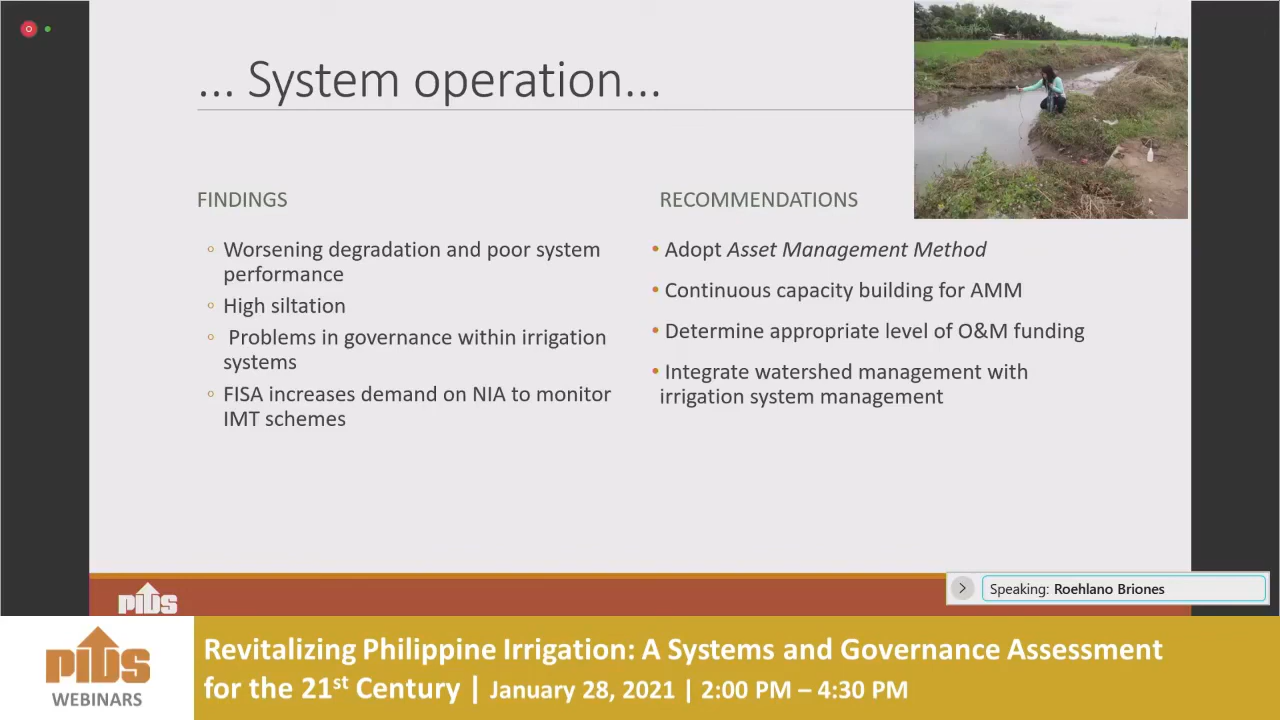 ... System operation...
FINDINGS
◦ Worsening degradation and poor system
performance
◦ High siltation
◦ Problems in governance within irrigation
systems
◦ FISA increases demand on NIA to monitor
IMT schemes
RECOMMENDATIONS
• Adopt Asset Management Method
• Continuous capacity building for AMM
• Determine appropriate level of O&M funding
• Integrate watershed management with
irrigation system management
PIDS
Speaking: Roehlano Briones
PIDS
WEBINARS
Revitalizing Philippine Irrigation: A Systems and Governance Assessment
for the 21st Century | January 28, 2021 | 2:00 PM – 4:30 PM